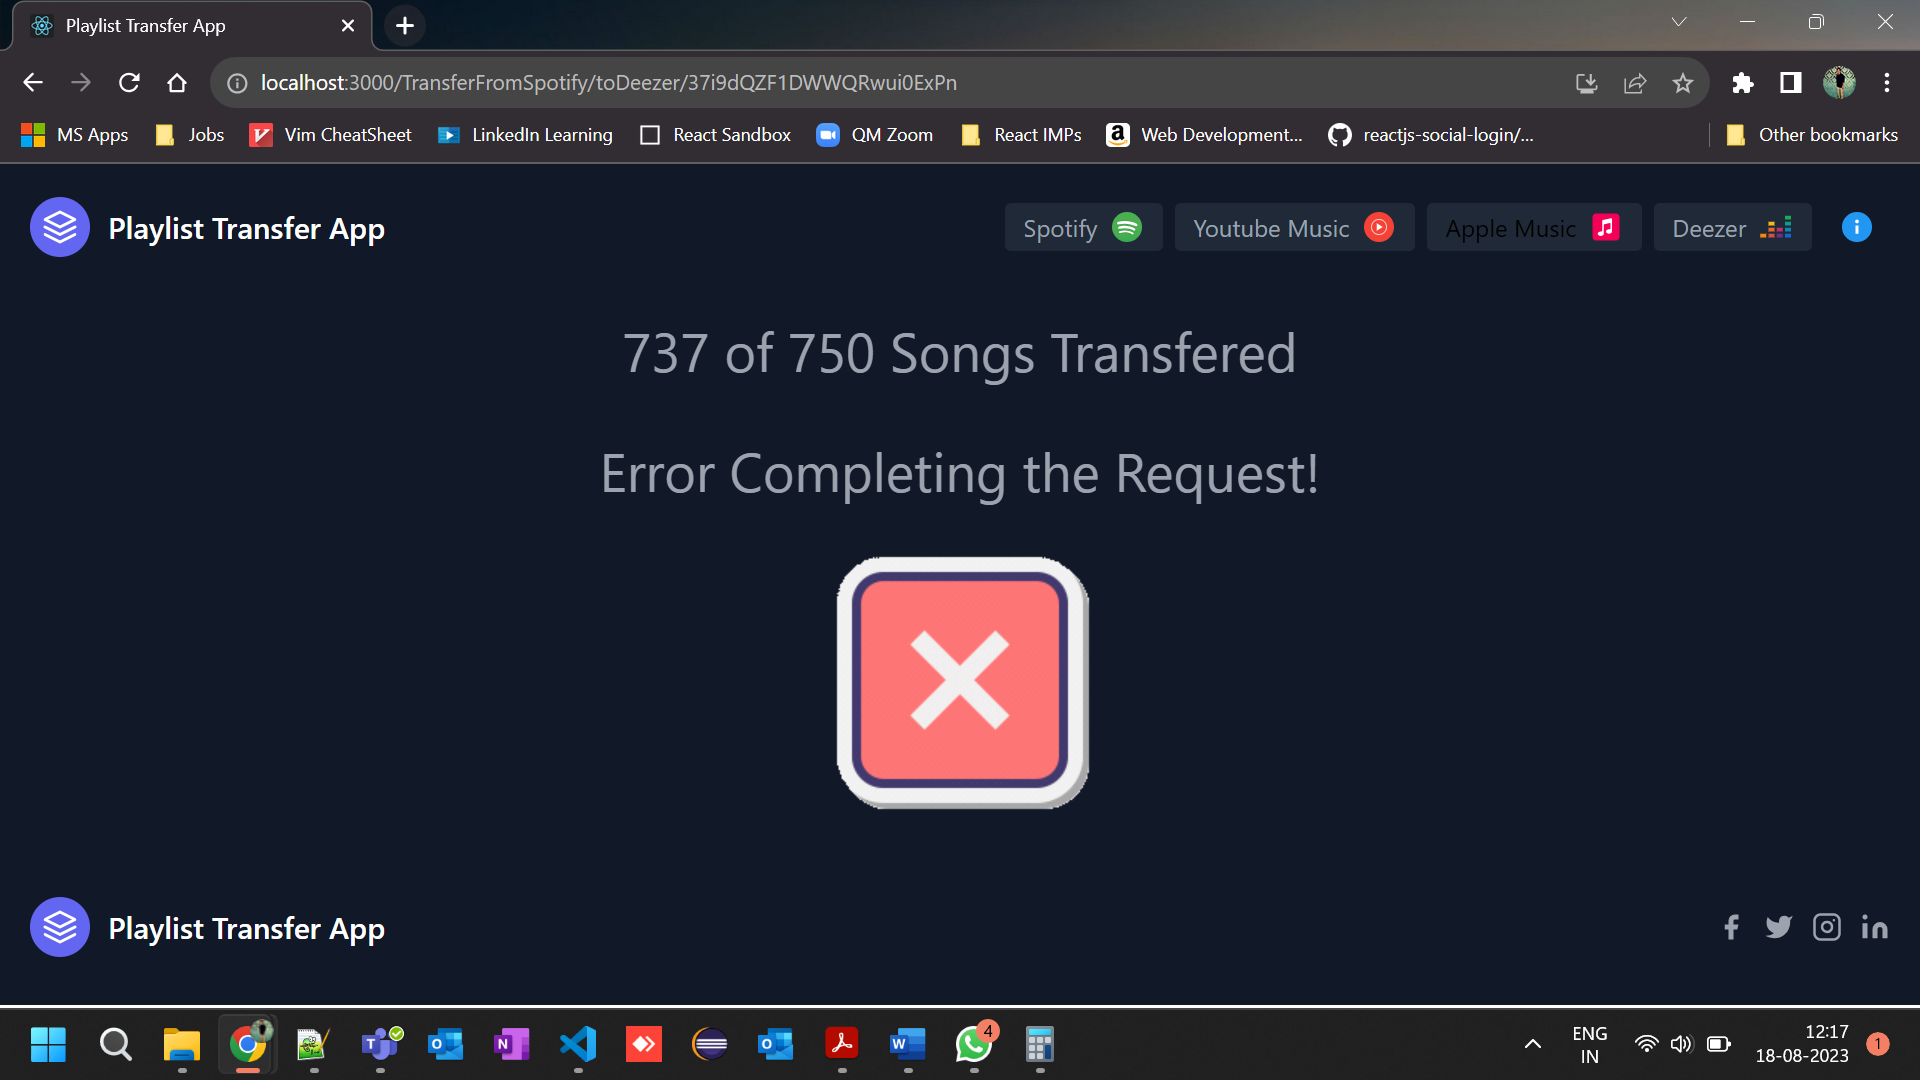 Playlist Transfer App
localhost:3000/TransferFromSpotify/toDeezer/37i9dQZF1DWWQRwui0ExPn
MS Apps Jobs Vim CheatSheet LinkedIn Learning React Sandbox QM Zoom React IMPs Web Development... reactjs-social-login/... Other bookmarks
Playlist Transfer App Spotify Youtube Music Apple Music Deezer
737 of 750 Songs Transfered
Error Completing the Request!
Playlist Transfer App
4
ENG
IN
12:17
18-08-2023
1